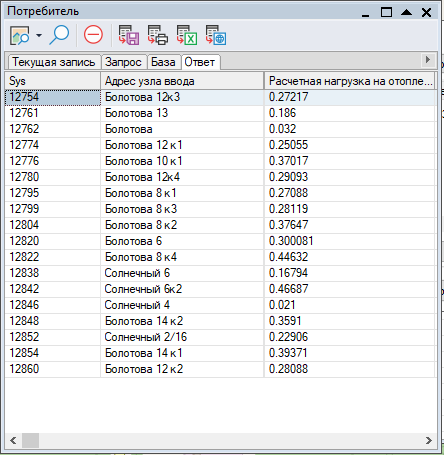 Потребитель
Текущая запись Запрос База Ответ
Sys Адрес узла ввода Расчетная нагрузка на отопле...
12754 Болотова 12к3 0.27217
12761 Болотова 13 0.186
12762 Болотова 0.032
12774 Болотова 12 к1 0.25055
12776 Болотова 10 к1 0.37017
12780 Болотова 12к4 0.29093
12795 Болотова 8 к1 0.27088
12799 Болотова 8 к3 0.28119
12804 Болотова 8 к2 0.37647
12820 Болотова 6 0.300081
12822 Болотова 8 к4 0.44632
12838 Солнечный 6 0.16794
12842 Солнечный 6к2 0.46687
12846 Солнечный 4 0.021
12848 Болотова 14 к2 0.3591
12852 Солнечный 2/16 0.22906
12854 Болотова 14 к1 0.39371
12860 Болотова 12 к2 0.28088